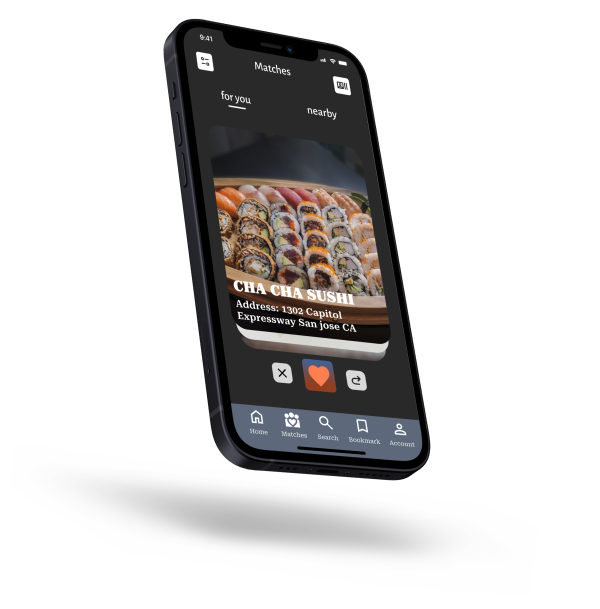 9:41
Matches
for you
nearby
CHA CHA SUSHI
Address: 1302 Capitol
Expressway San jose CA
Home
Matches
Search
Bookmark
Account